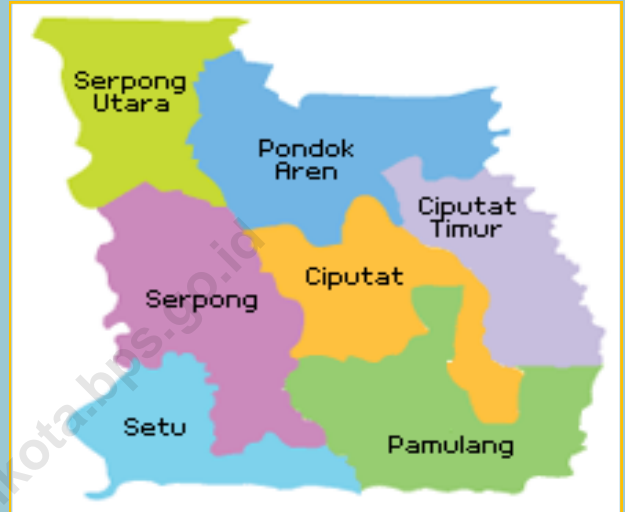 Serpong
Utara
Pondok
Aren
Ciputat
Timur
Ciputat
Serpong
Setu
Pamulang
kota.bps.go.id